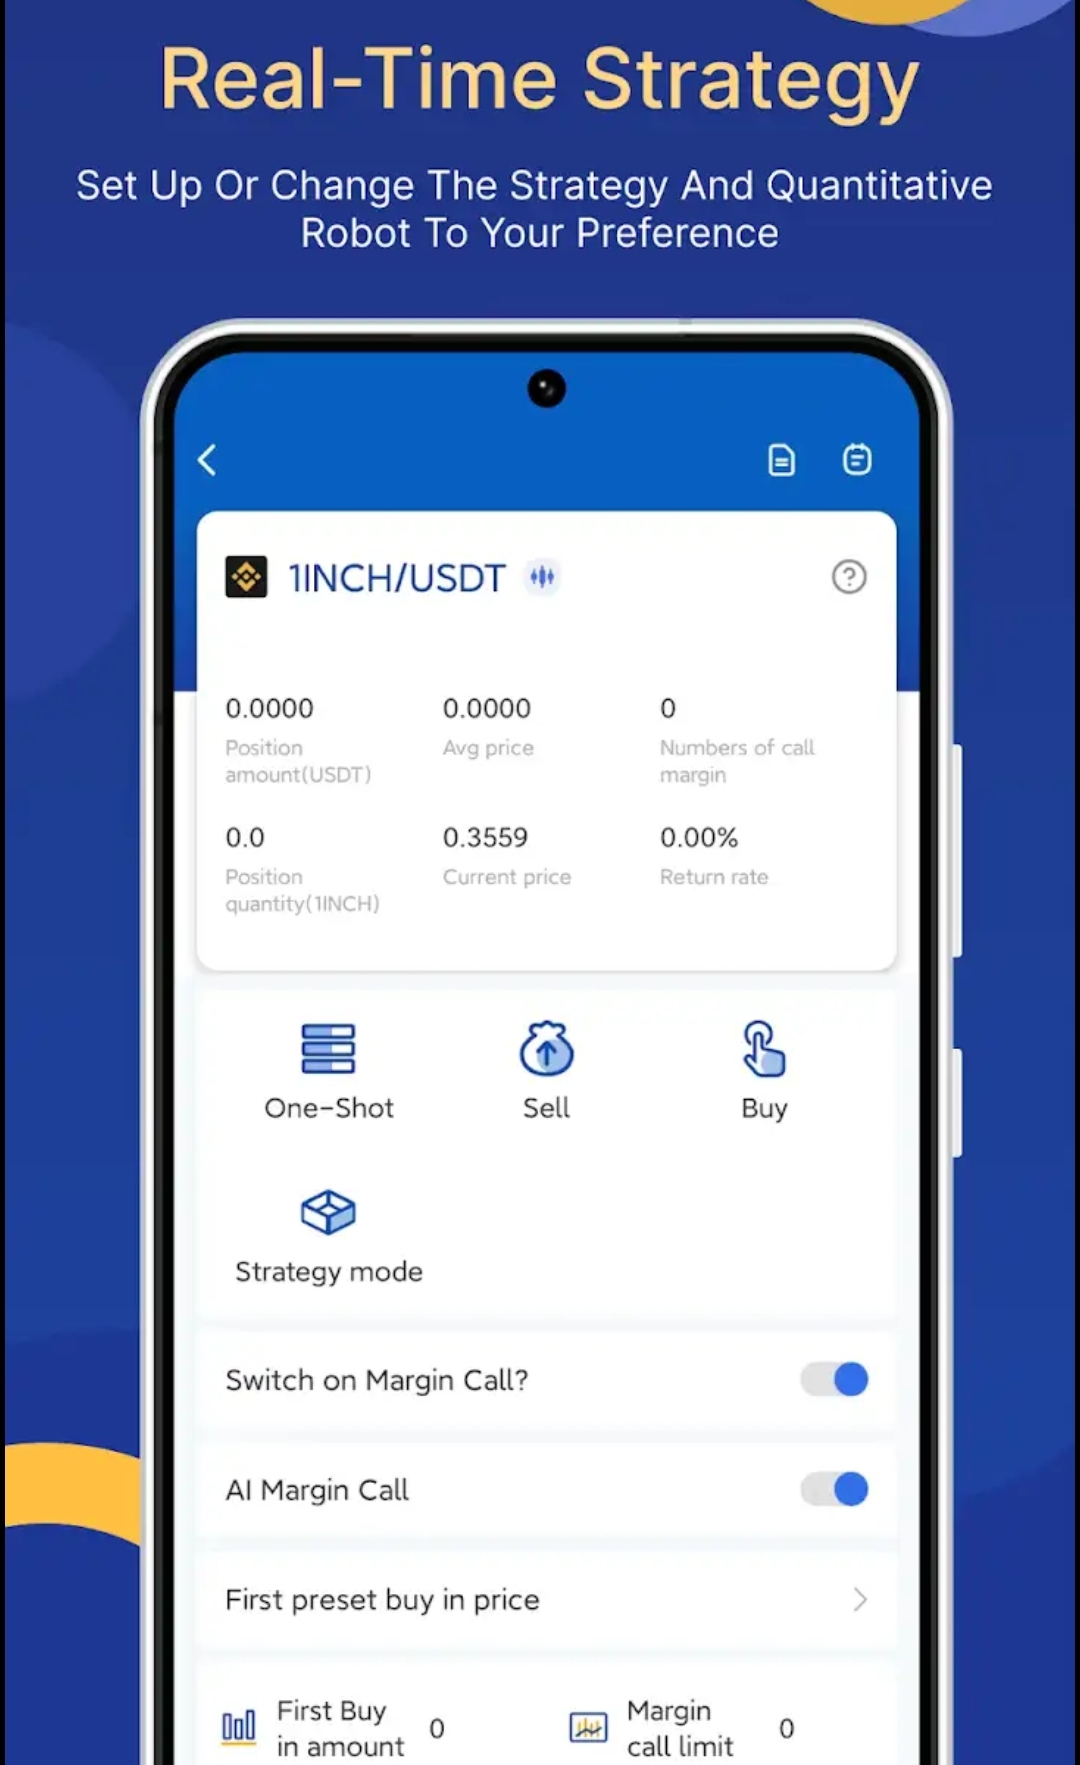 Real-Time Strategy
Set Up Or Change The Strategy And Quantitative
Robot To Your Preference
1INCH/USDT
0.0000
Position
amount(USDT)
0.0000
Avg price
0
Numbers of call
margin
0.0
Position
quantity(1INCH)
0.3559
Current price
0.00%
Return rate
One-Shot
Sell
Buy
Strategy mode
Switch on Margin Call?
AI Margin Call
First preset buy in price
First Buy
in amount
0
Margin
call limit
0